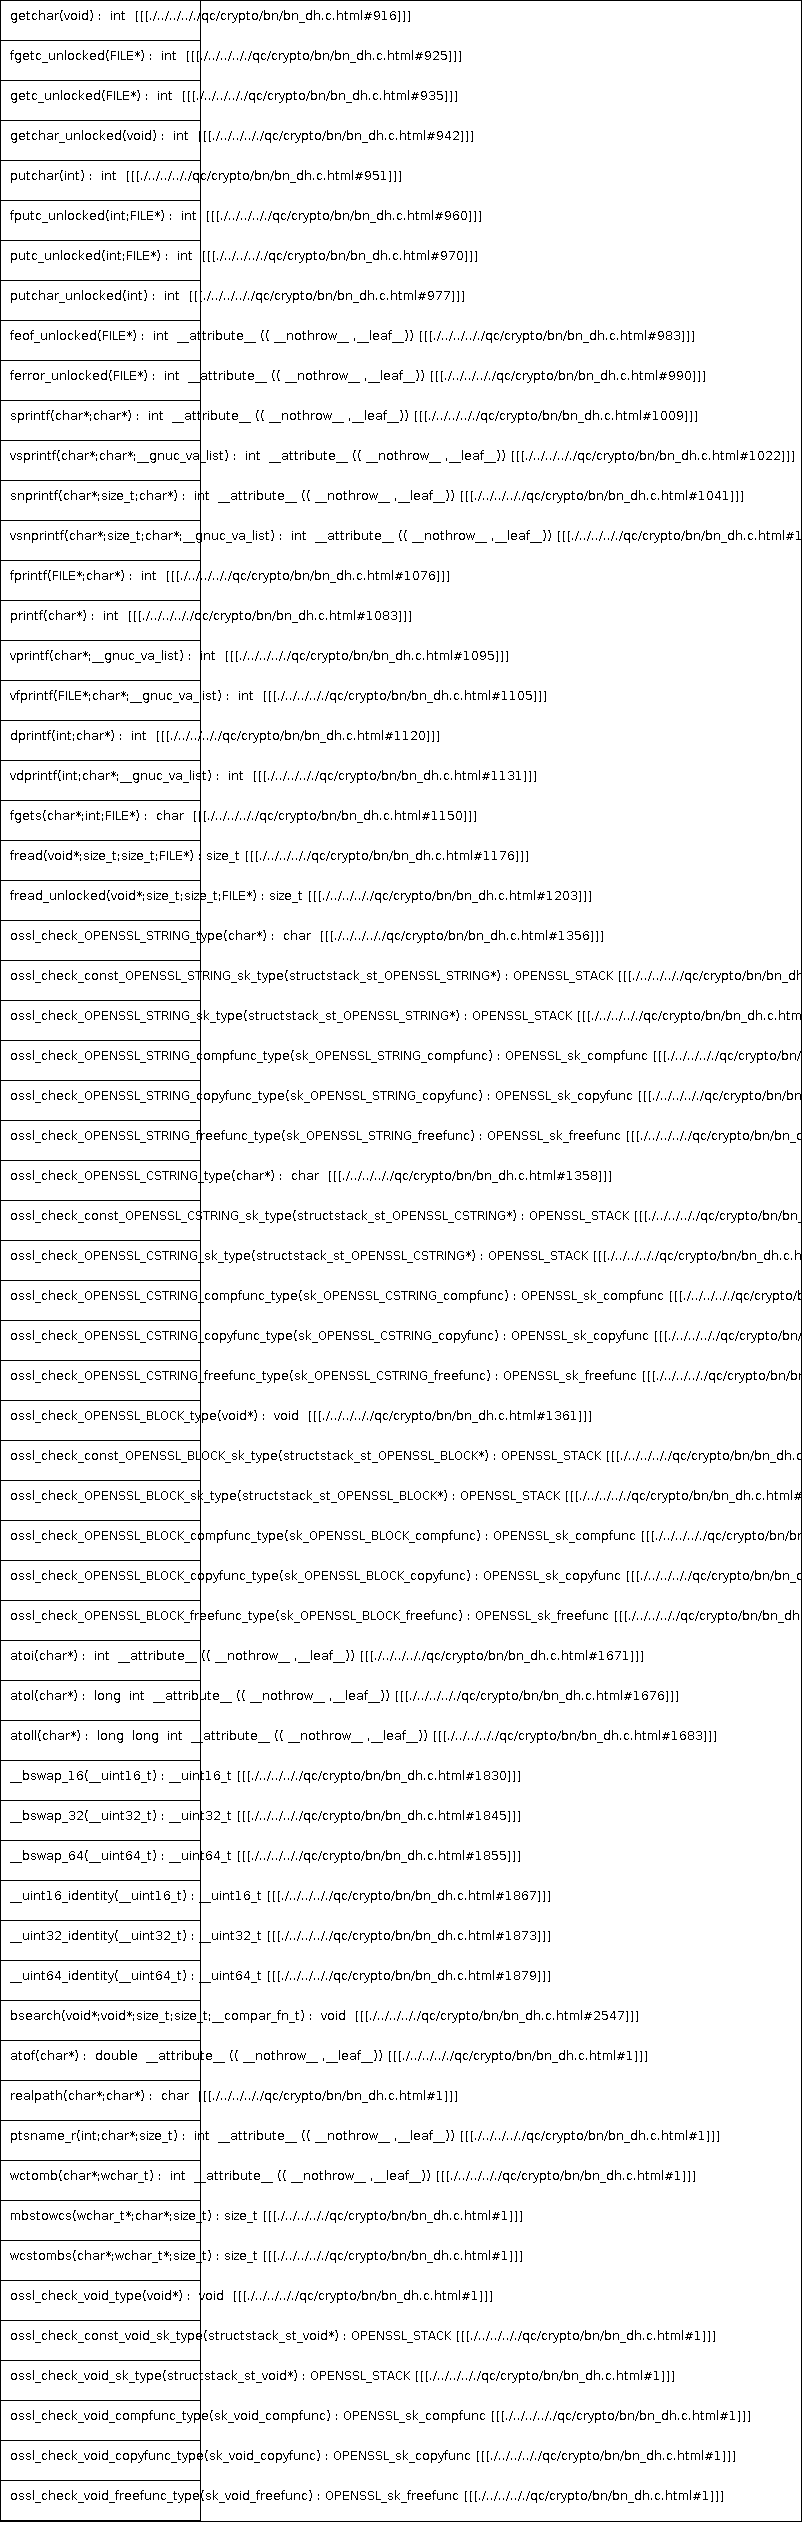 getchar(void) : int [[[./../../../qc/crypto/bn/bn_dh.c.html#916]]]
fgetc_unlocked(FILE*) : int [[[./../../../qc/crypto/bn/bn_dh.c.html#925]]]
getc_unlocked(FILE*) : int [[[./../../../qc/crypto/bn/bn_dh.c.html#935]]]
getchar_unlocked(void) : int [[[./../../../qc/crypto/bn/bn_dh.c.html#942]]]
putchar(int) : int [[[./../../../qc/crypto/bn/bn_dh.c.html#951]]]
fputc_unlocked(int;FILE*) : int [[[./../../../qc/crypto/bn/bn_dh.c.html#960]]]
putc_unlocked(int;FILE*) : int [[[./../../../qc/crypto/bn/bn_dh.c.html#970]]]
putchar_unlocked(int) : int [[[./../../../qc/crypto/bn/bn_dh.c.html#977]]]
feof_unlocked(FILE*) : int __attribute__ (( __nothrow__ ,__leaf__)) [[[./../../../qc/crypto/bn/bn_dh.c.html#983]]]
ferror_unlocked(FILE*) : int __attribute__ (( __nothrow__ ,__leaf__)) [[[./../../../qc/crypto/bn/bn_dh.c.html#990]]]
sprintf(char*;char*) : int __attribute__ (( __nothrow__ ,__leaf__)) [[[./../../../qc/crypto/bn/bn_dh.c.html#1009]]]
vsprintf(char*;char*;__gnuc_va_list) : int __attribute__ (( __nothrow__ ,__leaf__)) [[[./../../../qc/crypto/bn/bn_dh.c.html#1022]]]
snprintf(char*;size_t;char*) : int __attribute__ (( __nothrow__ ,__leaf__)) [[[./../../../qc/crypto/bn/bn_dh.c.html#1041]]]
vsnprintf(char*;size_t;char*;__gnuc_va_list) : int __attribute__ (( __nothrow__ ,__leaf__)) [[[./../../../qc/crypto/bn/bn_dh.c.html#1
fprintf(FILE*;char*) : int [[[./../../../qc/crypto/bn/bn_dh.c.html#1076]]]
printf(char*) : int [[[./../../../qc/crypto/bn/bn_dh.c.html#1083]]]
vprintf(char*;__gnuc_va_list) : int [[[./../../../qc/crypto/bn/bn_dh.c.html#1095]]]
vfprintf(FILE*;char*;__gnuc_va_list) : int [[[./../../../qc/crypto/bn/bn_dh.c.html#1105]]]
dprintf(int;char*) : int [[[./../../../qc/crypto/bn/bn_dh.c.html#1120]]]
vdprintf(int;char*;__gnuc_va_list) : int [[[./../../../qc/crypto/bn/bn_dh.c.html#1131]]]
fgets(char*;int;FILE*) : char [[[./../../../qc/crypto/bn/bn_dh.c.html#1150]]]
fread(void*;size_t;size_t;FILE*) : size_t [[[./../../../qc/crypto/bn/bn_dh.c.html#1176]]]
fread_unlocked(void*;size_t;size_t;FILE*) : size_t [[[./../../../qc/crypto/bn/bn_dh.c.html#1203]]]
ossl_check_OPENSSL_STRING_type(char*) : char [[[./../../../qc/crypto/bn/bn_dh.c.html#1356]]]
ossl_check_const_OPENSSL_STRING_sk_type(structstack_st_OPENSSL_STRING*) : OPENSSL_STACK [[[./../../../qc/crypto/bn/bn_dh
ossl_check_OPENSSL_STRING_sk_type(structstack_st_OPENSSL_STRING*) : OPENSSL_STACK [[[./../../../qc/crypto/bn/bn_dh.c.htm
ossl_check_OPENSSL_STRING_compfunc_type(sk_OPENSSL_STRING_compfunc) : OPENSSL_sk_compfunc [[[./../../../qc/crypto/bn/
ossl_check_OPENSSL_STRING_copyfunc_type(sk_OPENSSL_STRING_copyfunc) : OPENSSL_sk_copyfunc [[[./../../../qc/crypto/bn/bn
ossl_check_OPENSSL_STRING_freefunc_type(sk_OPENSSL_STRING_freefunc) : OPENSSL_sk_freefunc [[[./../../../qc/crypto/bn/bn_d
ossl_check_OPENSSL_CSTRING_type(char*) : char [[[./../../../qc/crypto/bn/bn_dh.c.html#1358]]]
ossl_check_const_OPENSSL_CSTRING_sk_type(structstack_st_OPENSSL_CSTRING*) : OPENSSL_STACK [[[./../../../qc/crypto/bn/bn_
ossl_check_OPENSSL_CSTRING_sk_type(structstack_st_OPENSSL_CSTRING*) : OPENSSL_STACK [[[./../../../qc/crypto/bn/bn_dh.c.h
ossl_check_OPENSSL_CSTRING_compfunc_type(sk_OPENSSL_CSTRING_compfunc) : OPENSSL_sk_compfunc [[[./../../../qc/crypto/b
ossl_check_OPENSSL_CSTRING_copyfunc_type(sk_OPENSSL_CSTRING_copyfunc) : OPENSSL_sk_copyfunc [[[./../../../qc/crypto/bn/
ossl_check_OPENSSL_CSTRING_freefunc_type(sk_OPENSSL_CSTRING_freefunc) : OPENSSL_sk_freefunc [[[./../../../qc/crypto/bn/bn
ossl_check_OPENSSL_BLOCK_type(void*) : void [[[./../../../qc/crypto/bn/bn_dh.c.html#1361]]]
ossl_check_const_OPENSSL_BLOCK_sk_type(structstack_st_OPENSSL_BLOCK*) : OPENSSL_STACK [[[./../../../qc/crypto/bn/bn_dh.c
ossl_check_OPENSSL_BLOCK_sk_type(structstack_st_OPENSSL_BLOCK*) : OPENSSL_STACK [[[./../../../qc/crypto/bn/bn_dh.c.html#
ossl_check_OPENSSL_BLOCK_compfunc_type(sk_OPENSSL_BLOCK_compfunc) : OPENSSL_sk_compfunc [[[./../../../qc/crypto/bn/bn
ossl_check_OPENSSL_BLOCK_copyfunc_type(sk_OPENSSL_BLOCK_copyfunc) : OPENSSL_sk_copyfunc [[[./../../../qc/crypto/bn/bn_d
ossl_check_OPENSSL_BLOCK_freefunc_type(sk_OPENSSL_BLOCK_freefunc) : OPENSSL_sk_freefunc [[[./../../../qc/crypto/bn/bn_dh
atoi(char*) : int __attribute__ (( __nothrow__ ,__leaf__)) [[[./../../../qc/crypto/bn/bn_dh.c.html#1671]]]
atol(char*) : long int __attribute__ (( __nothrow__ ,__leaf__)) [[[./../../../qc/crypto/bn/bn_dh.c.html#1676]]]
atoll(char*) : long long int __attribute__ (( __nothrow__ ,__leaf__)) [[[./../../../qc/crypto/bn/bn_dh.c.html#1683]]]
__bswap_16(__uint16_t) : __uint16_t [[[./../../../qc/crypto/bn/bn_dh.c.html#1830]]]
__bswap_32(__uint32_t) : __uint32_t [[[./../../../qc/crypto/bn/bn_dh.c.html#1845]]]
__bswap_64(__uint64_t) : __uint64_t [[[./../../../qc/crypto/bn/bn_dh.c.html#1855]]]
__uint16_identity(__uint16_t) : __uint16_t [[[./../../../qc/crypto/bn/bn_dh.c.html#1867]]]
__uint32_identity(__uint32_t) : __uint32_t [[[./../../../qc/crypto/bn/bn_dh.c.html#1873]]]
__uint64_identity(__uint64_t) : __uint64_t [[[./../../../qc/crypto/bn/bn_dh.c.html#1879]]]
bsearch(void*;void*;size_t;size_t;__compar_fn_t) : void [[[./../../../qc/crypto/bn/bn_dh.c.html#2547]]]
atof(char*) : double __attribute__ (( __nothrow__ ,__leaf__)) [[[./../../../qc/crypto/bn/bn_dh.c.html#1]]]
realpath(char*;char*) : char [[[./../../../qc/crypto/bn/bn_dh.c.html#1]]]
ptsname_r(int;char*;size_t) : int __attribute__ (( __nothrow__ ,__leaf__)) [[[./../../../qc/crypto/bn/bn_dh.c.html#1]]]
wctomb(char*;wchar_t) : int __attribute__ (( __nothrow__ ,__leaf__)) [[[./../../../qc/crypto/bn/bn_dh.c.html#1]]]
mbstowcs(wchar_t*;char*;size_t) : size_t [[[./../../../qc/crypto/bn/bn_dh.c.html#1]]]
wcstombs(char*;wchar_t*;size_t) : size_t [[[./../../../qc/crypto/bn/bn_dh.c.html#1]]]
ossl_check_void_type(void*) : void [[[./../../../qc/crypto/bn/bn_dh.c.html#1]]]
ossl_check_const_void_sk_type(structstack_st_void*) : OPENSSL_STACK [[[./../../../qc/crypto/bn/bn_dh.c.html#1]]]
ossl_check_void_sk_type(structstack_st_void*) : OPENSSL_STACK [[[./../../../qc/crypto/bn/bn_dh.c.html#1]]]
ossl_check_void_compfunc_type(sk_void_compfunc) : OPENSSL_sk_compfunc [[[./../../../qc/crypto/bn/bn_dh.c.html#1]]]
ossl_check_void_copyfunc_type(sk_void_copyfunc) : OPENSSL_sk_copyfunc [[[./../../../qc/crypto/bn/bn_dh.c.html#1]]]
ossl_check_void_freefunc_type(sk_void_freefunc) : OPENSSL_sk_freefunc [[[./../../../qc/crypto/bn/bn_dh.c.html#1]]]